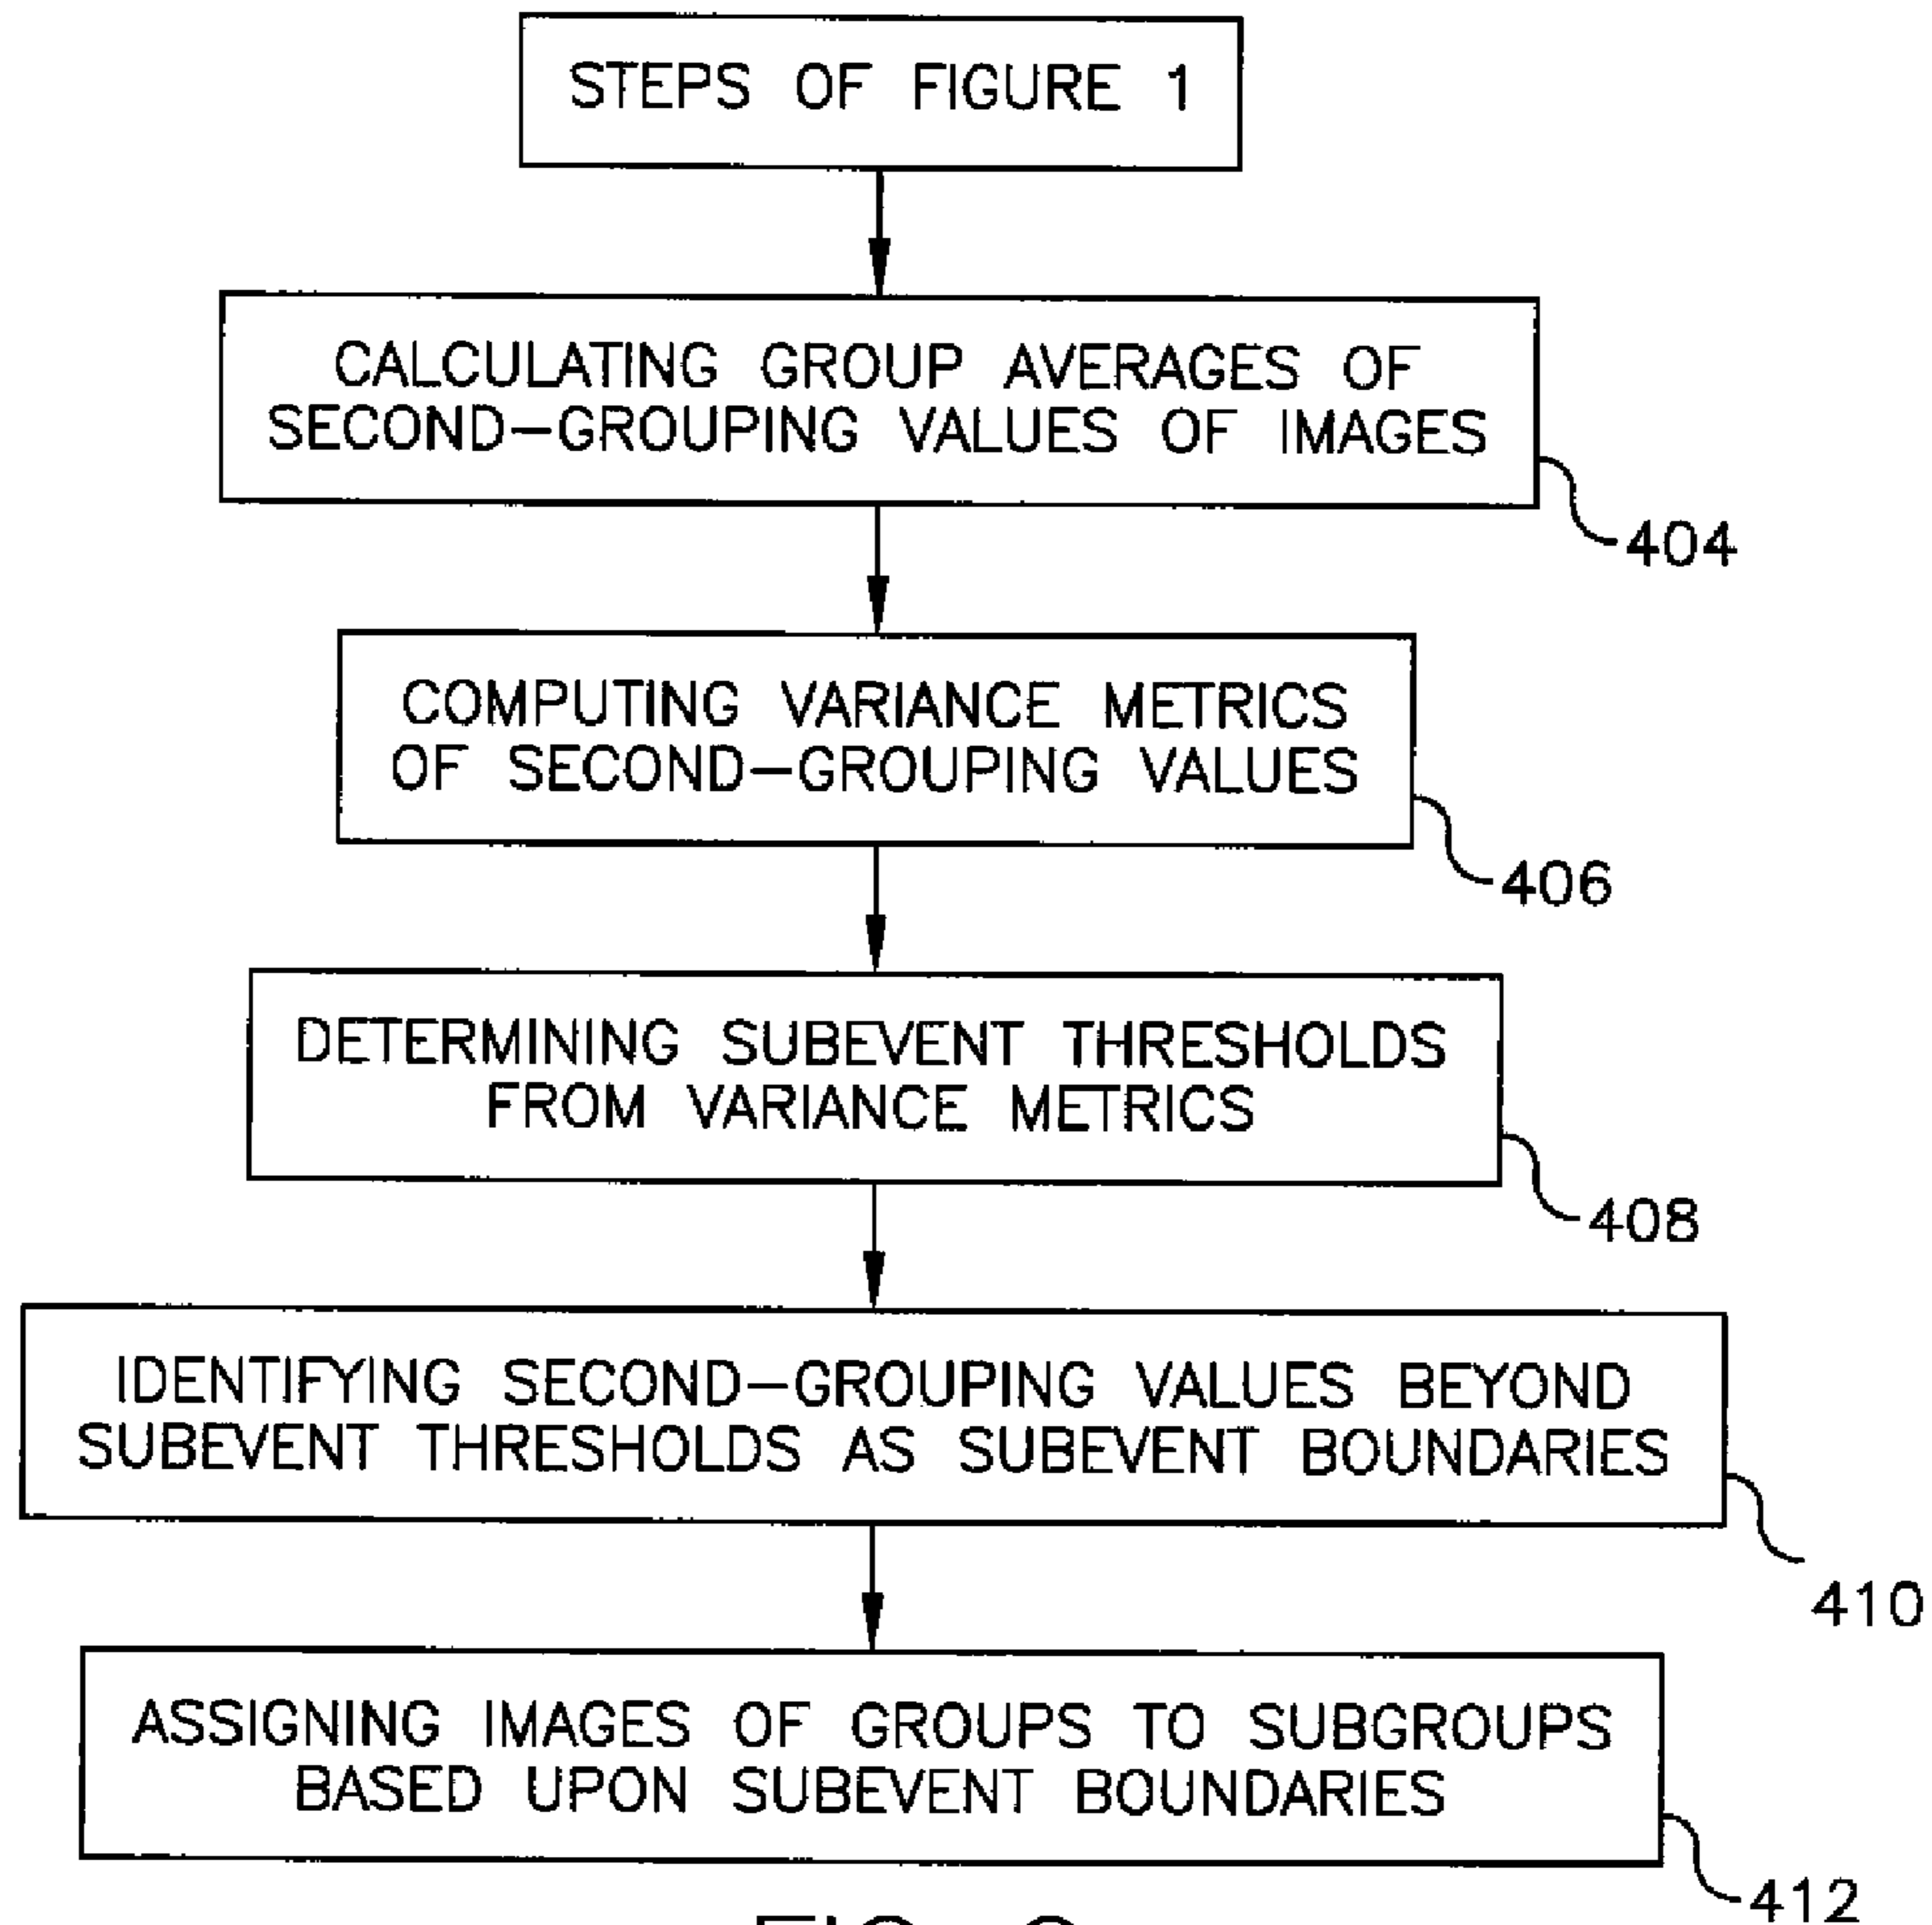 STEPS OF FIGURE 1
CALCULATING GROUP AVERAGES OF
SECOND-GROUPING VALUES OF IMAGES
404
COMPUTING VARIANCE METRICS
OF SECOND-GROUPING VALUES
406
DETERMINING SUBEVENT THRESHOLDS
FROM VARIANCE METRICS
408
IDENTIFYING SECOND-GROUPING VALUES BEYOND
SUBEVENT THRESHOLDS AS SUBEVENT BOUNDARIES
410
ASSIGNING IMAGES OF GROUPS TO SUBGROUPS
BASED UPON SUBEVENT BOUNDARIES
412